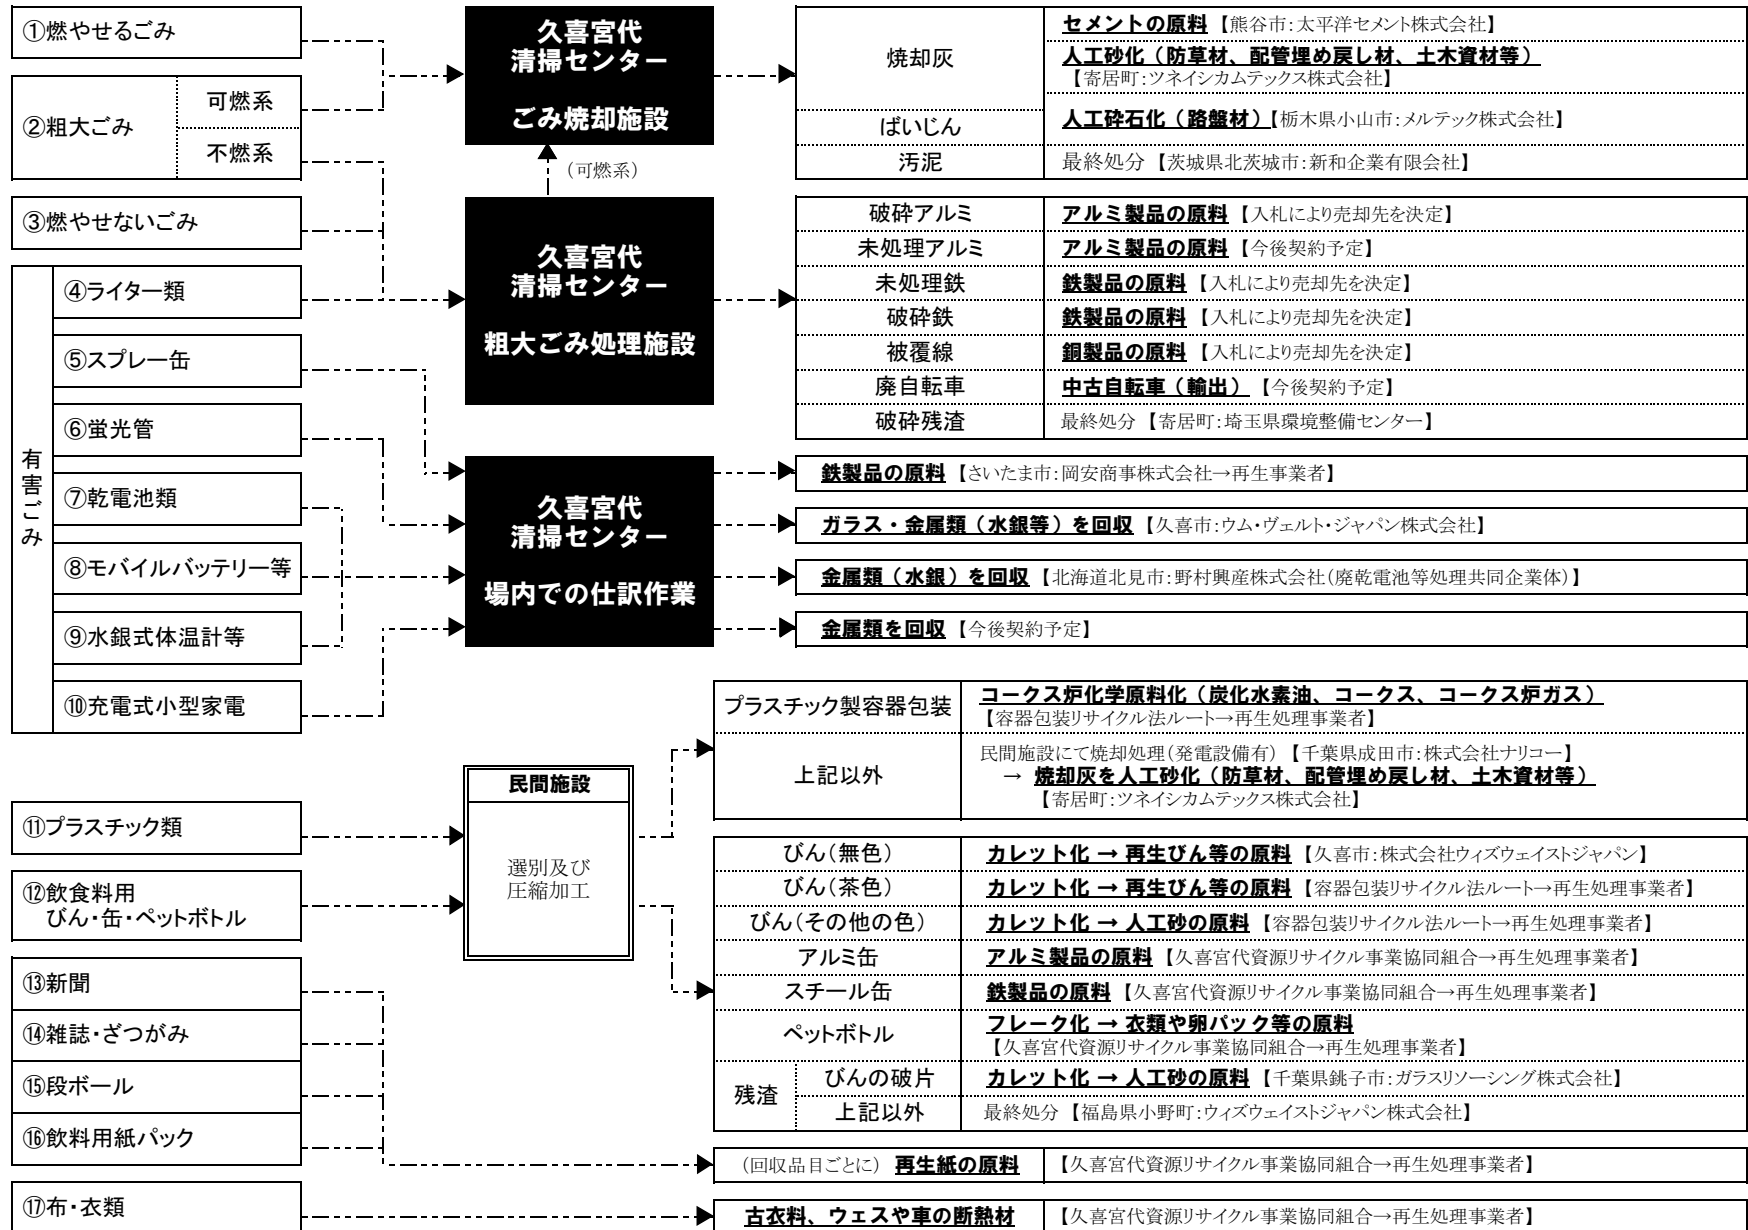 ①燃やせるごみ
②粗大ごみ
可燃系
不燃系
③燃やせないごみ
有害ごみ
④ライター類
⑤スプレー缶
⑥蛍光管
⑦乾電池類
⑧モバイルバッテリー等
⑨水銀式体温計等
⑩充電式小型家電
⑪プラスチック類
⑫飲食料用
びん・缶・ペットボトル
⑬新聞
⑭雑誌・ざつがみ
⑮段ボール
⑯飲料用紙パック
⑰布・衣類
久喜宮代
清掃センター
ごみ焼却施設
（可燃系）
久喜宮代
清掃センター
粗大ごみ処理施設
久喜宮代
清掃センター
場内での仕訳作業
民間施設
選別及び
圧縮加工
焼却灰
セメントの原料【熊谷市：太平洋セメント株式会社】
人工砂化（防草材、配管埋め戻し材、土木資材等）
【寄居町：ツネイシカムテックス株式会社】
ばいじん
人工砕石化（路盤材）【栃木県小山市：メルテック株式会社】
汚泥 最終処分【茨城県北茨城市：新和企業有限会社】
破砕アルミ アルミ製品の原料【入札により売却先を決定】
未処理アルミ アルミ製品の原料【今後契約予定】
未処理鉄 鉄製品の原料【入札により売却先を決定】
破砕鉄 鉄製品の原料【入札により売却先を決定】
被覆線 銅製品の原料【入札により売却先を決定】
廃自転車 中古自転車（輸出）【今後契約予定】
破砕残渣 最終処分【寄居町：埼玉県環境整備センター】
鉄製品の原料【さいたま市：岡安商事株式会社→再生事業者】
ガラス・金属類（水銀等）を回収【久喜市：ウム・ヴェルト・ジャパン株式会社】
金属類（水銀）を回収【北海道北見市：野村興産株式会社（廃乾電池等処理共同企業体）】
金属類を回収【今後契約予定】
プラスチック製容器包装
コークス炉化学原料化（炭化水素油、コークス、コークス炉ガス）
【容器包装リサイクル法ルート→再生処理事業者】
上記以外
民間施設にて焼却処理（発電設備有）【千葉県成田市：株式会社ナリコー】
→ 焼却灰を人工砂化（防草材、配管埋め戻し材、土木資材等）
【寄居町：ツネイシカムテックス株式会社】
びん（無色） カレット化 → 再生びん等の原料【久喜市：株式会社ウィズウェイストジャパン】
びん（茶色） カレット化 → 再生びん等の原料【容器包装リサイクル法ルート→再生処理事業者】
びん（その他の色） カレット化 → 人工砂の原料【容器包装リサイクル法ルート→再生処理事業者】
アルミ缶 アルミ製品の原料【久喜宮代資源リサイクル事業協同組合→再生処理事業者】
スチール缶 鉄製品の原料【久喜宮代資源リサイクル事業協同組合→再生処理事業者】
ペットボトル
フレーク化 → 衣類や卵パック等の原料
【久喜宮代資源リサイクル事業協同組合→再生処理事業者】
残渣
びんの破片 カレット化 → 人工砂の原料【千葉県銚子市：ガラスリソーシング株式会社】
上記以外 最終処分【福島県小野町：ウィズウェイストジャパン株式会社】
（回収品目ごとに）再生紙の原料 【久喜宮代資源リサイクル事業協同組合→再生処理事業者】
古衣料、ウェスや車の断熱材 【久喜宮代資源リサイクル事業協同組合→再生処理事業者】